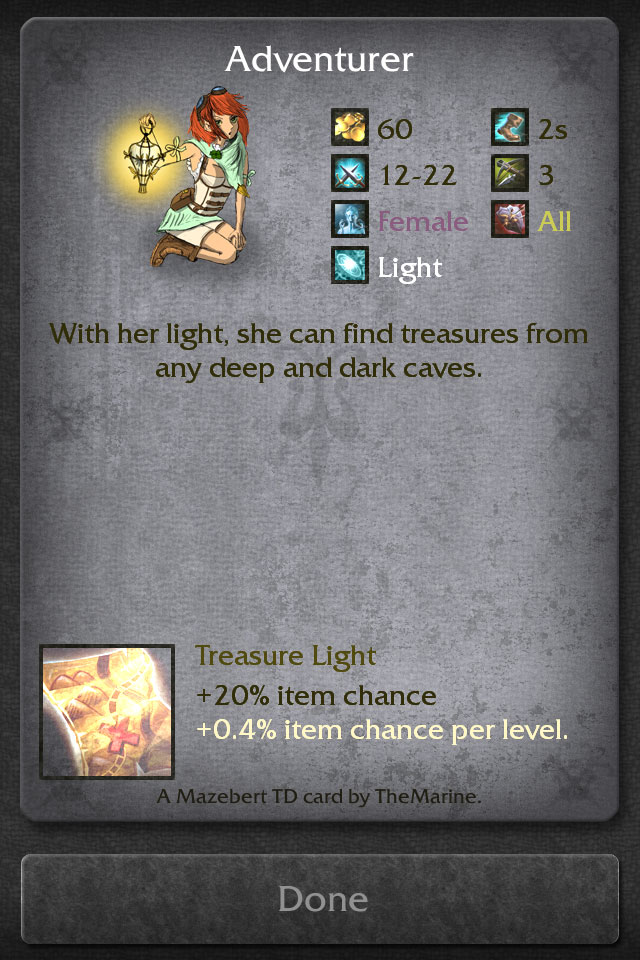 Adventurer
60
2s
12-22
3
Female
All
Light
With her light, she can find treasures from
any deep and dark caves.
Treasure Light
+20% item chance
+0.4% item chance per level.
A Mazebert TD card by TheMarine.
Done